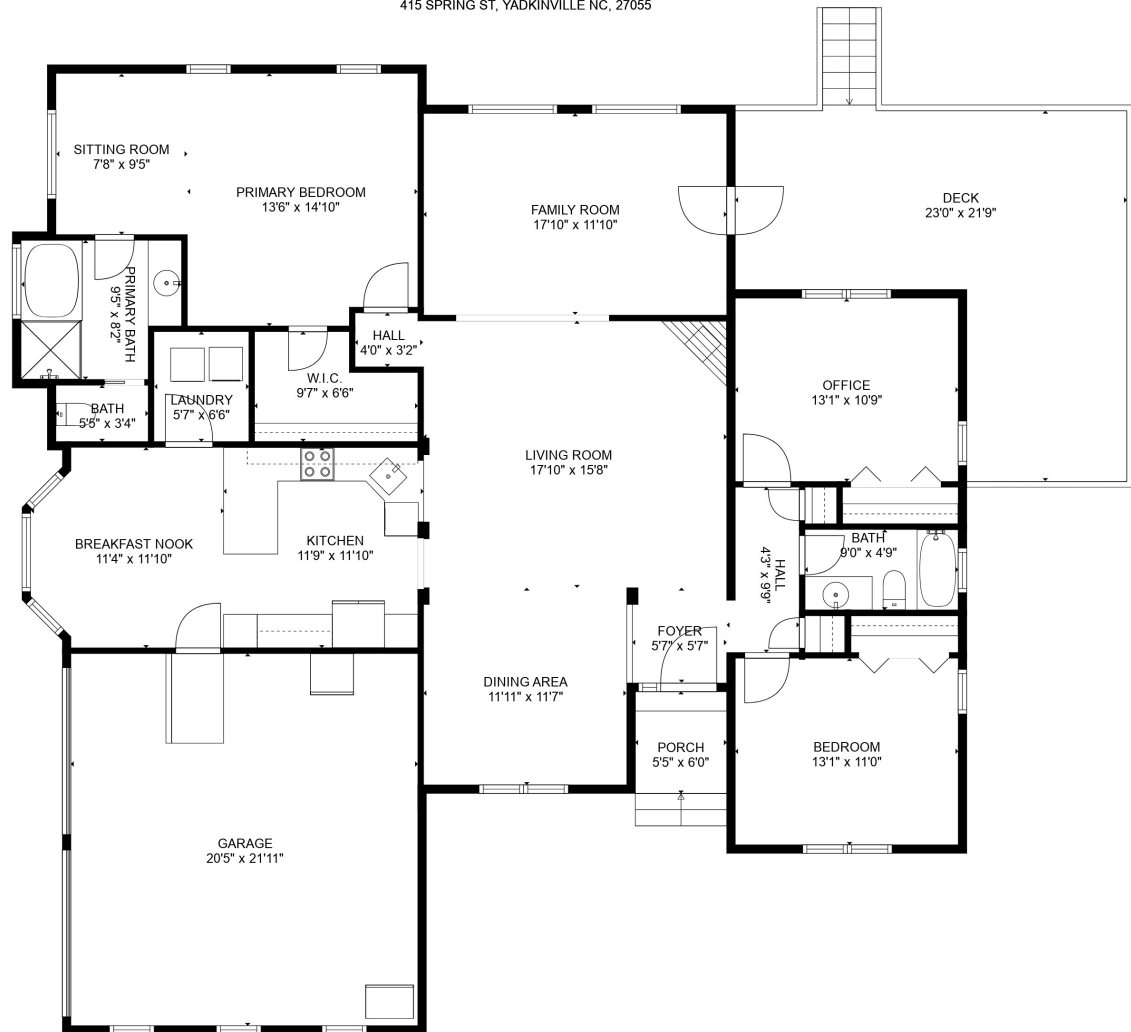 415 SPRING ST, YADKINVILLE NC, 27055
SITTING ROOM
7'8" x 9'5"
PRIMARY BEDROOM
13'6" x 14'10"
FAMILY ROOM
17'10" x 11'10"
DECK
23'0" x 21'9"
PRIMARY BATH
9'5" x 8'2"
HALL
4'0" x 3'2"
W.I.C.
9'7" x 6'6"
LAUNDRY
5'7" x 6'6"
BATH
5'5" x 3'4"
OFFICE
13'1" x 10'9"
LIVING ROOM
17'10" x 15'8"
BREAKFAST NOOK
11'4" x 11'10"
KITCHEN
11'9" x 11'10"
HALL
4'3" x 9'9"
BATH
9'0" x 4'9"
FOYER
5'7" x 5'7"
DINING AREA
11'11" x 11'7"
PORCH
5'5" x 6'0"
BEDROOM
13'1" x 11'0"
GARAGE
20'5" x 21'11"